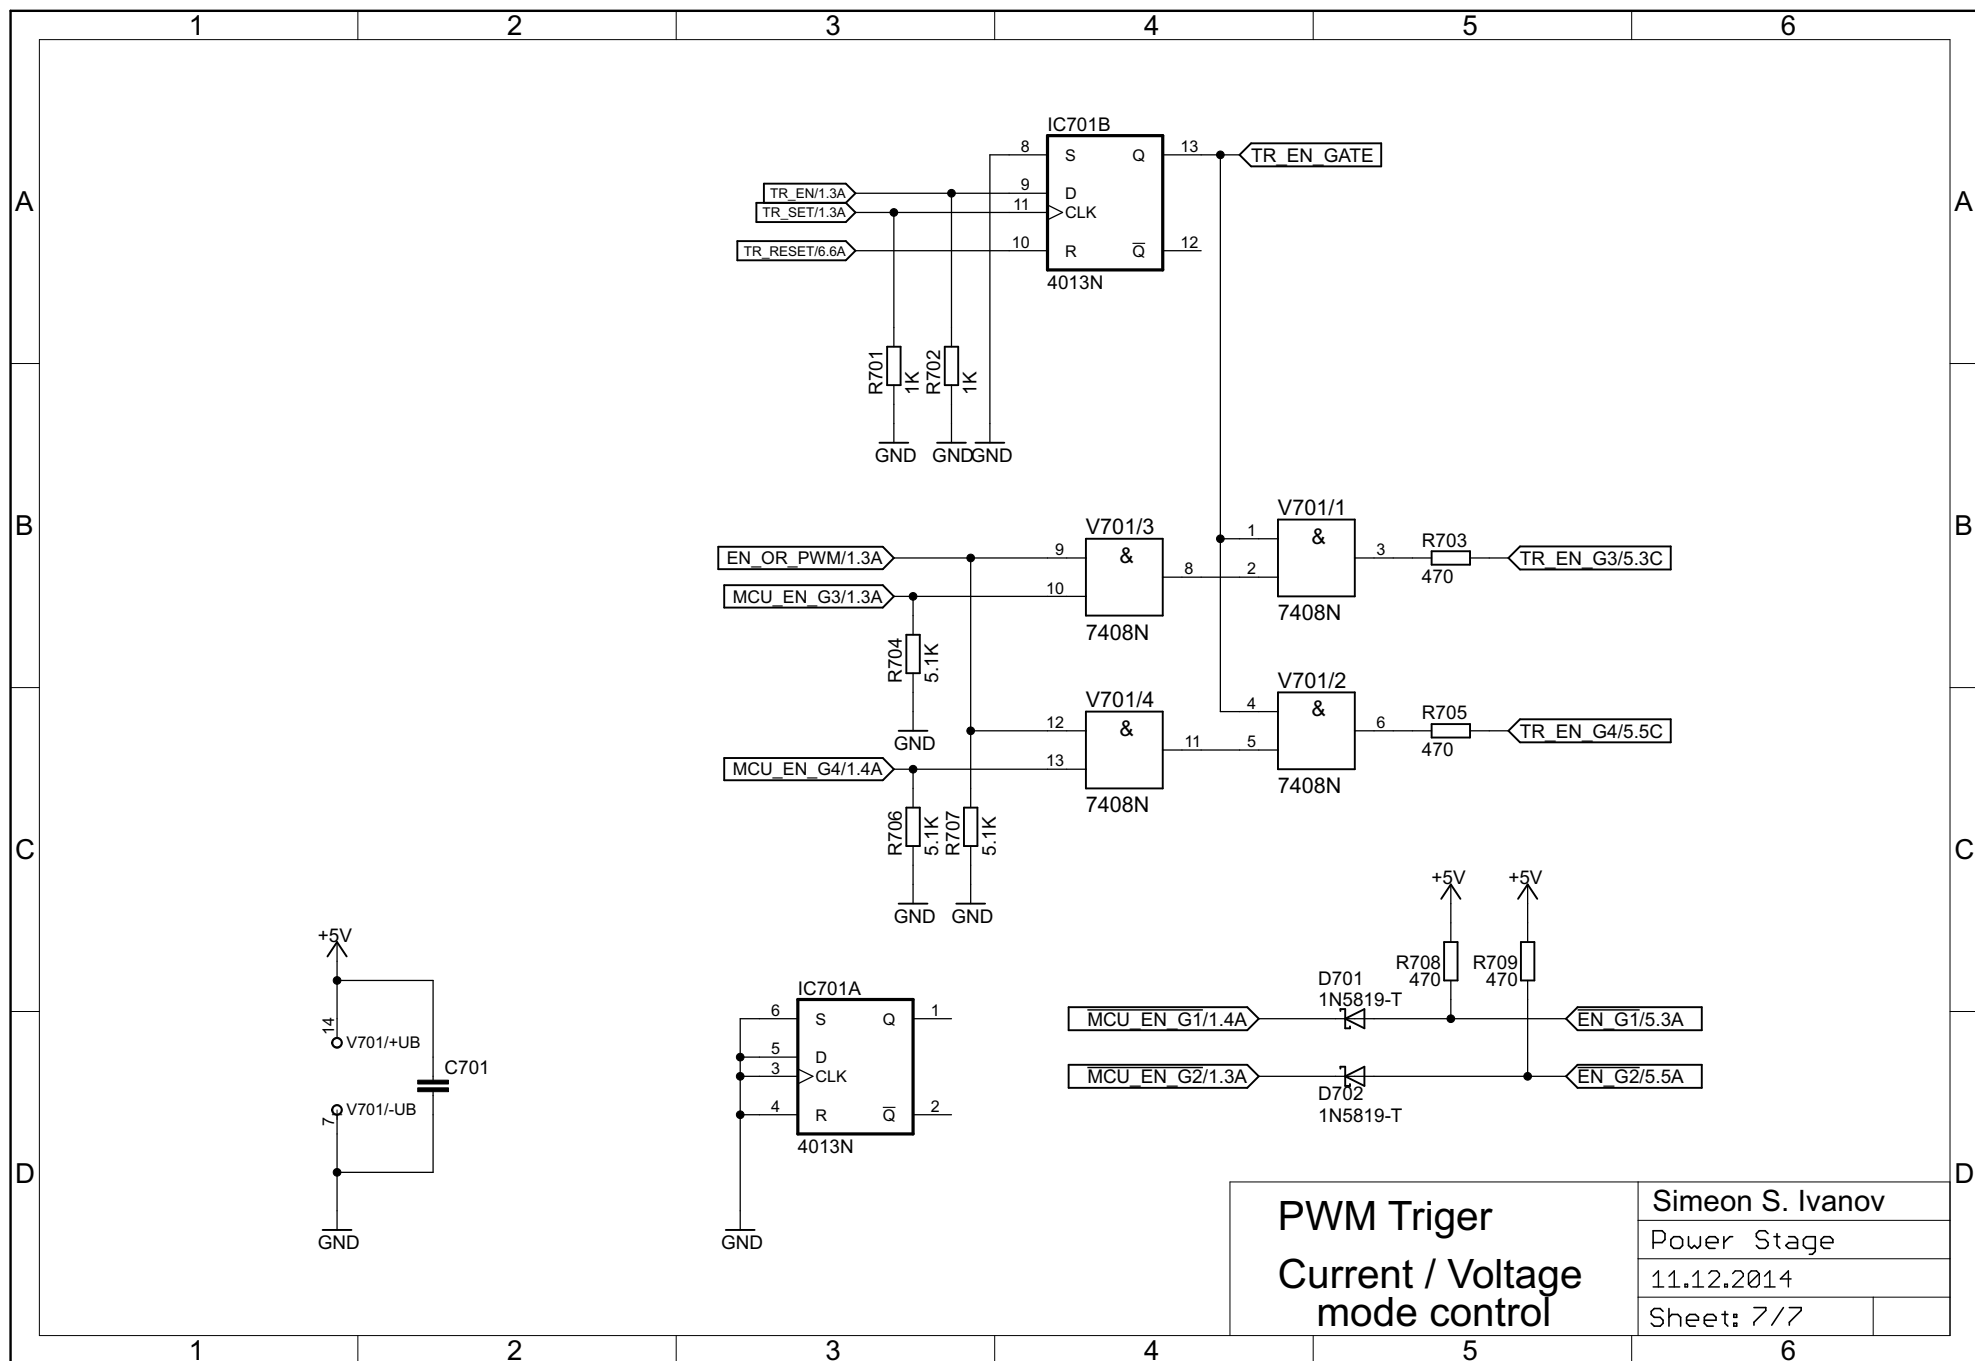 1 2 3 4 5 6
A A
B B
C C
D D
IC701B
8 S Q 13
TR_EN_GATE
TR_EN/1.3A
9 D
TR_SET/1.3A
11 CLK
TR_RESET/6.6A
10 R Q 12
4013N
R701 1K
R702 1K
GND GND GND
V701/1
V701/3
1 & 3
R703
EN_OR_PWM/1.3A
9 &
TR_EN_G3/5.3C
8 2
470
MCU_EN_G3/1.3A
10
7408N
7408N
R704 5.1K
V701/2
V701/4
4 & 6
R705
GND
12 &
TR_EN_G4/5.5C
11 5
470
MCU_EN_G4/1.4A
13
7408N
7408N
R706 5.1K
R707 5.1K
GND GND
+5V +5V
+5V
R708 470
R709 470
D701
1N5819-T
IC701A
6 S Q 1
MCU_EN_G1/1.4A
EN_G1/5.3A
14
V701/+UB
5 D
3 CLK
C701
MCU_EN_G2/1.3A
EN_G2/5.5A
D702
1N5819-T
7
V701/-UB
4 R Q 2
4013N
GND
GND
PWM Triger
Current / Voltage
mode control
Simeon S. Ivanov
Power Stage
11.12.2014
Sheet: 7/7
1 2 3 4 5 6